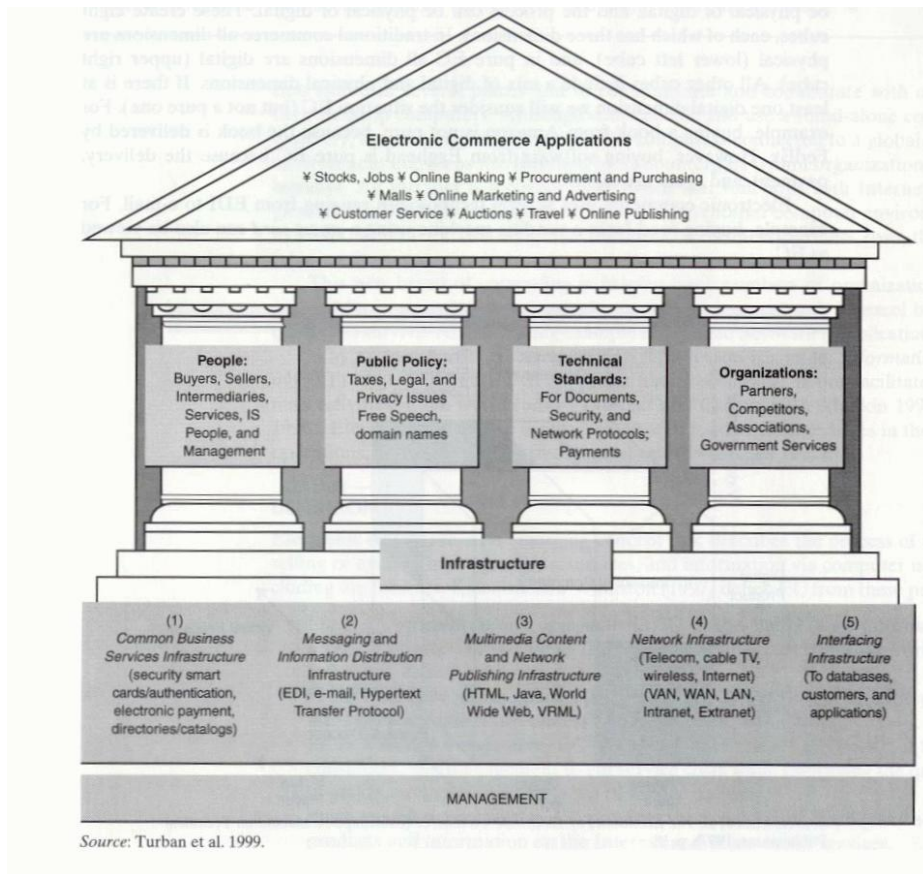 Electronic Commerce Applications
¥ Stocks, Jobs ¥ Online Banking ¥ Procurement and Purchasing
¥ Malls ¥ Online Marketing and Advertising
¥ Customer Service ¥ Auctions ¥ Travel ¥ Online Publishing
People:
Buyers, Sellers,
Intermediaries,
Services, IS
People, and
Management
Public Policy:
Taxes, Legal, and
Privacy Issues
Free Speech,
domain names
Technical
Standards:
For Documents,
Security, and
Network Protocols;
Payments
Organizations:
Partners,
Competitors,
Associations,
Government Services
Infrastructure
(1)
Common Business
Services Infrastructure
(security smart
cards/authentication,
electronic payment,
directories/catalogs)
(2)
Messaging and
Information Distribution
Infrastructure
(EDI, e-mail, Hypertext
Transfer Protocol)
(3)
Multimedia Content
and Network
Publishing Infrastructure
(HTML, Java, World
Wide Web, VRML)
(4)
Network Infrastructure
(Telecom, cable TV,
wireless, Internet)
(VAN, WAN, LAN,
Intranet, Extranet)
(5)
Interfacing
Infrastructure
(To databases,
customers, and
applications)
MANAGEMENT
Source: Turban et al. 1999.